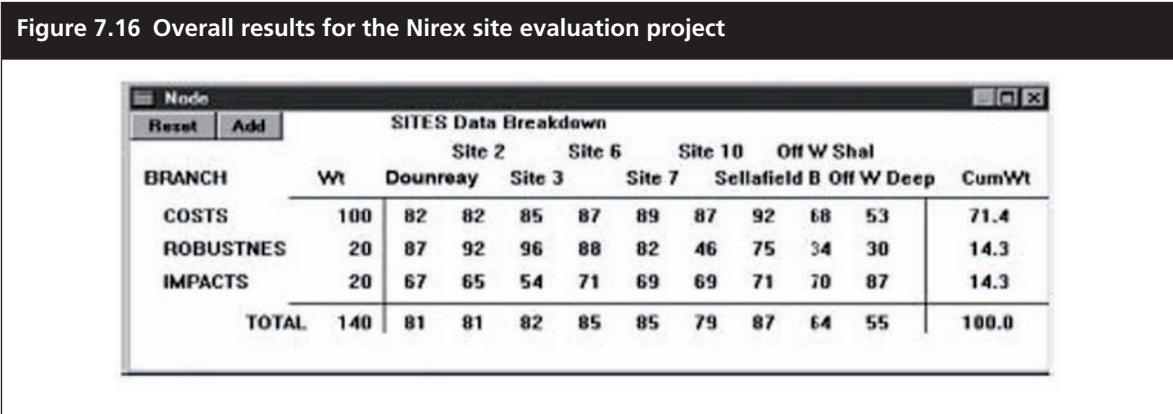 Figure 7.16 Overall results for the Nirex site evaluation project
Node
Reset Add SITES Data Breakdown
Site 2 Site 6 Site 10 Off W Shal
BRANCH Wt Dounreay Site 3 Site 7 Sellafield B Off W Deep CumWt
COSTS 100 82 82 85 87 89 87 92 68 53 71.4
ROBUSTNES 20 87 92 96 88 82 46 75 34 30 14.3
IMPACTS 20 67 65 54 71 69 69 71 70 87 14.3
TOTAL 140 81 81 82 85 85 79 87 64 55 100.0